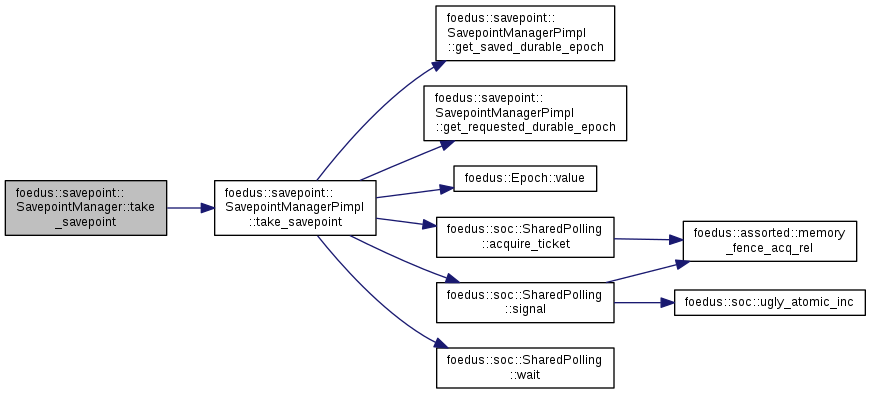 foedus::savepoint::
SavepointManager::take
_savepoint
foedus::savepoint::
SavepointManagerPimpl
::take_savepoint
foedus::savepoint::
SavepointManagerPimpl
::get_saved_durable_epoch
foedus::savepoint::
SavepointManagerPimpl
::get_requested_durable_epoch
foedus::Epoch::value
foedus::soc::SharedPolling
::acquire_ticket
foedus::soc::SharedPolling
::signal
foedus::soc::SharedPolling
::wait
foedus::assorted::memory
_fence_acq_rel
foedus::soc::ugly_atomic_inc